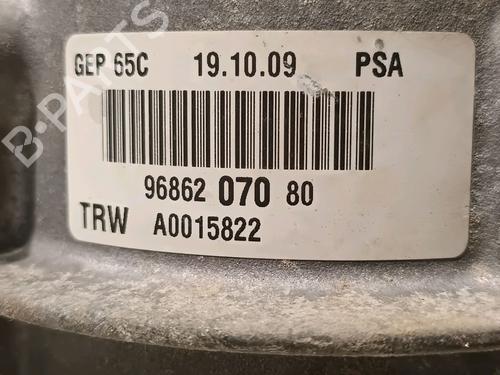 GEP 65C 19.10.09 PSA
96862 070 80
TRW A0015822
B-PARTS